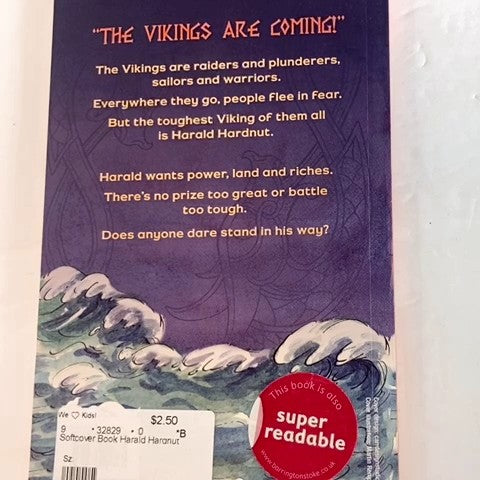 "THE VIKINGS ARE COMING!"
The Vikings are raiders and plunderers,
sailors and warriors.
Everywhere they go, people flee in fear.
But the toughest Viking of them all
is Harald Hardnut.
Harald wants power, land and riches.
There's no prize too great or battle
too tough.
Does anyone dare stand in his way?
This book is also
super
readable
www.barringtonstoke.co.uk
We ♡ Kids!
$2.50
9 • 32829 • 0 *B
Softcover Book Harald Hardnut
Sz: